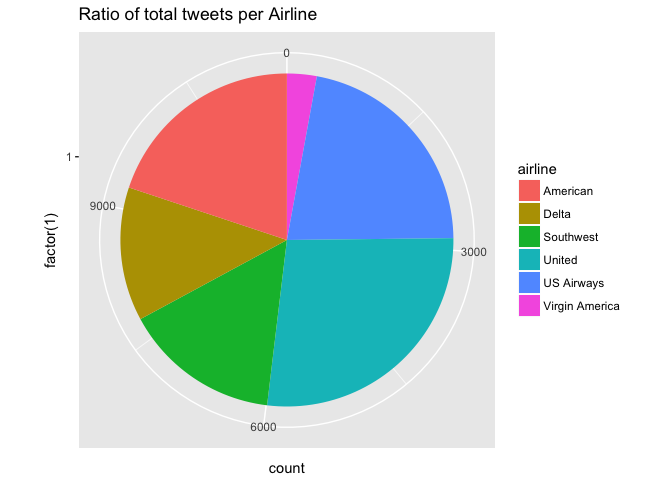 Ratio of total tweets per Airline
0
1
9000
3000
6000
factor(1)
count
airline
American
Delta
Southwest
United
US Airways
Virgin America